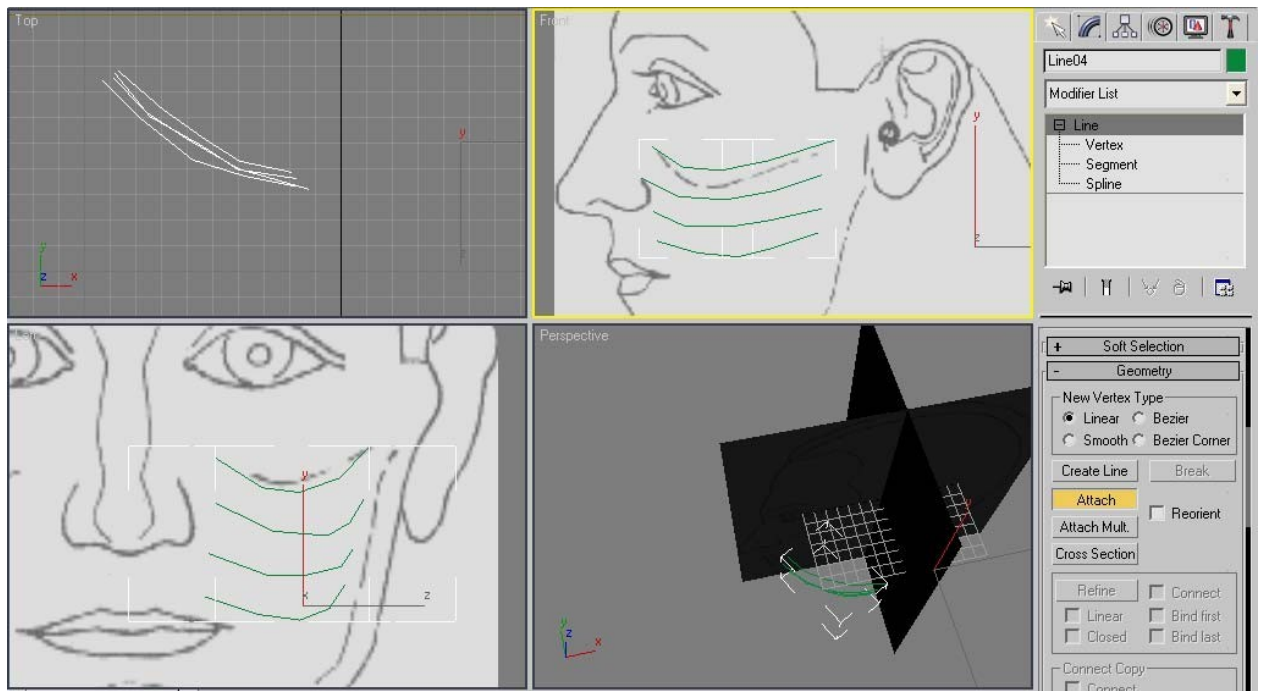 Top
Front
Perspective
Line04
Modifier List
Line
Vertex
Segment
Spline
+ Soft Selection
- Geometry
New Vertex Type
Linear Bezier
Smooth Bezier Corner
Create Line Break
Attach
Reorient
Attach Mult.
Cross Section
Refine Connect
Linear Bind first
Closed Bind last
Connect Copy
Connect
y
y
z x
y
z
y
x z
y
z x